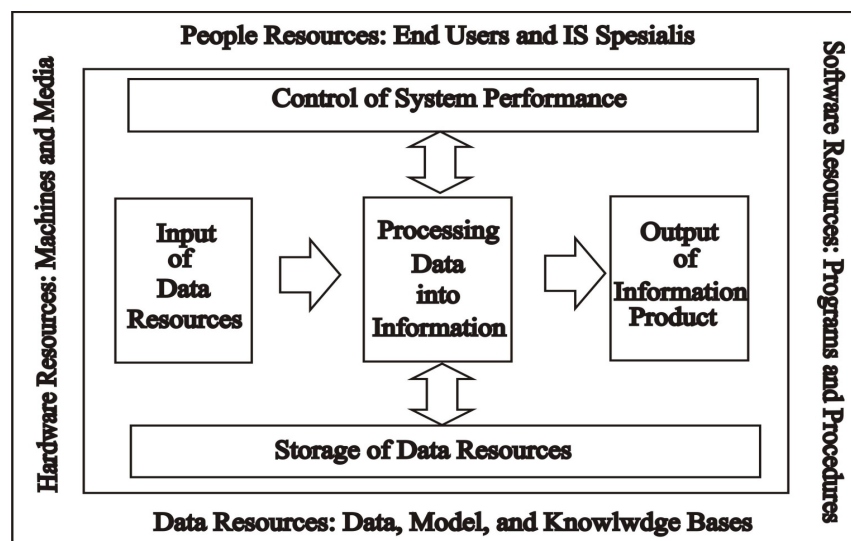 People Resources: End Users and IS Spesialis
Hardware Resources: Machines and Media
Software Resources: Programs and Procedures
Control of System Performance
Input
of
Data
Resources
Processing
Data
into
Information
Output
of
Information
Product
Storage of Data Resources
Data Resources: Data, Model, and Knowlwdge Bases